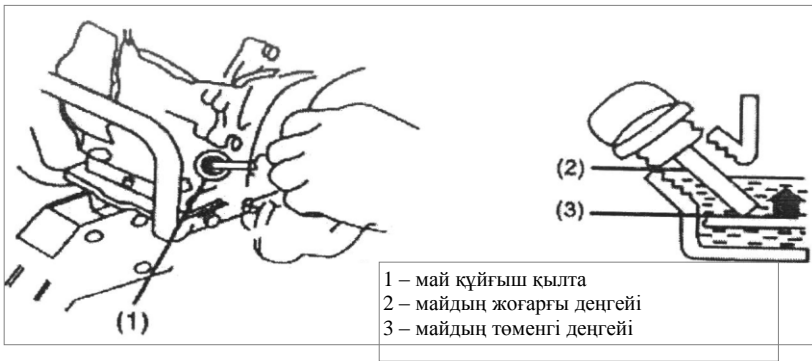 (1)
(2)
(3)
1 – май құйғыш қылта
2 – майдың жоғарғы деңгейі
3 – майдың төменгі деңгейі